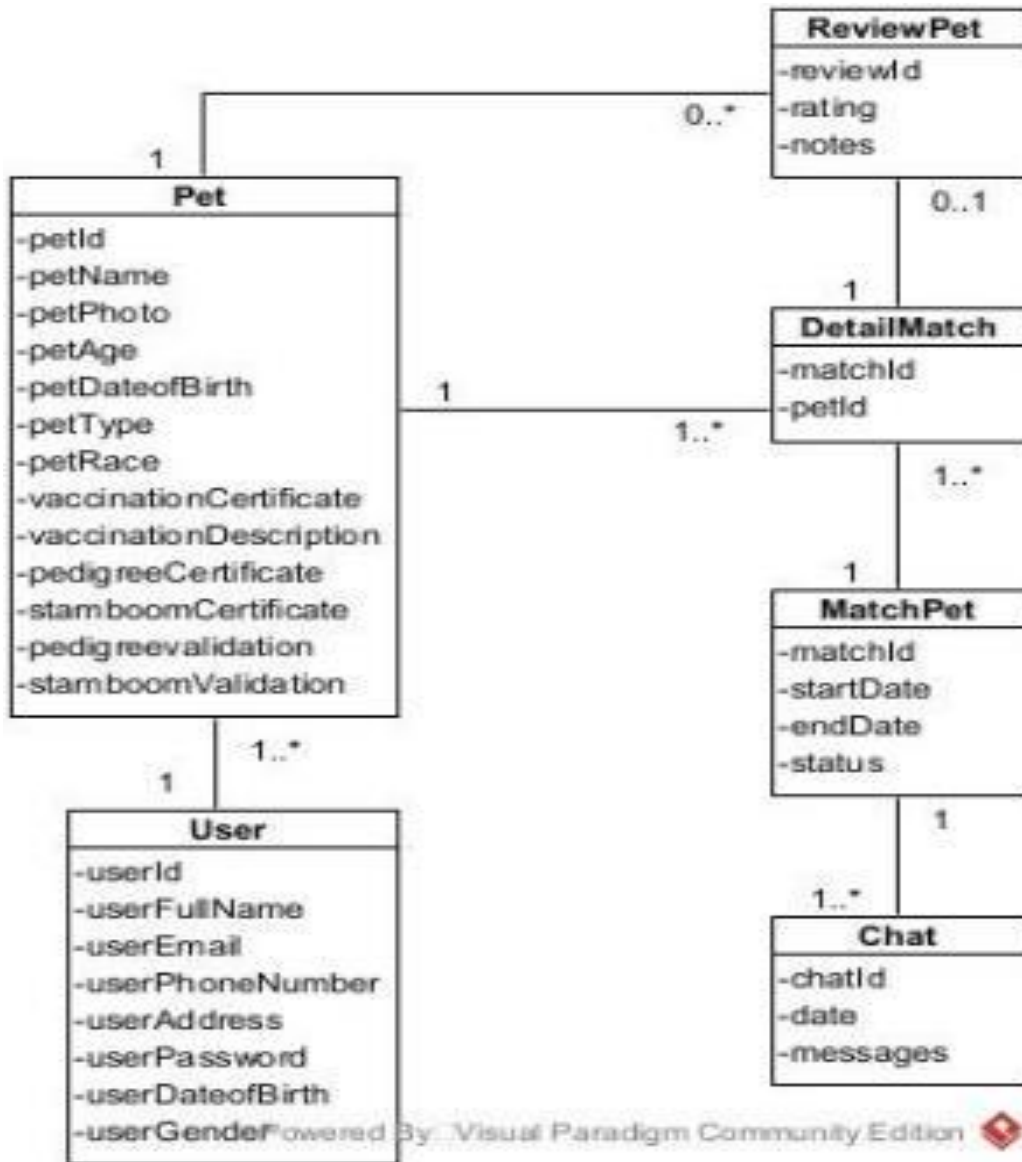 ReviewPet
-reviewId
-rating
-notes
0..*
0..1
1
Pet
-petId
-petName
-petPhoto
-petAge
-petDateofBirth
-petType
-petRace
-vaccinationCertificate
-vaccinationDescription
-pedigreeCertificate
-stamboomCertificate
-pedigreevalidation
-stamboomValidation
1
1..*
1
DetailMatch
-matchId
-petId
1..*
1
MatchPet
-matchId
-startDate
-endDate
-status
1
1..*
Chat
-chatId
-date
-messages
1..*
1
User
-userId
-userFullName
-userEmail
-userPhoneNumber
-userAddress
-userPassword
-userDateofBirth
-userGender
Powered By: Visual Paradigm Community Edition